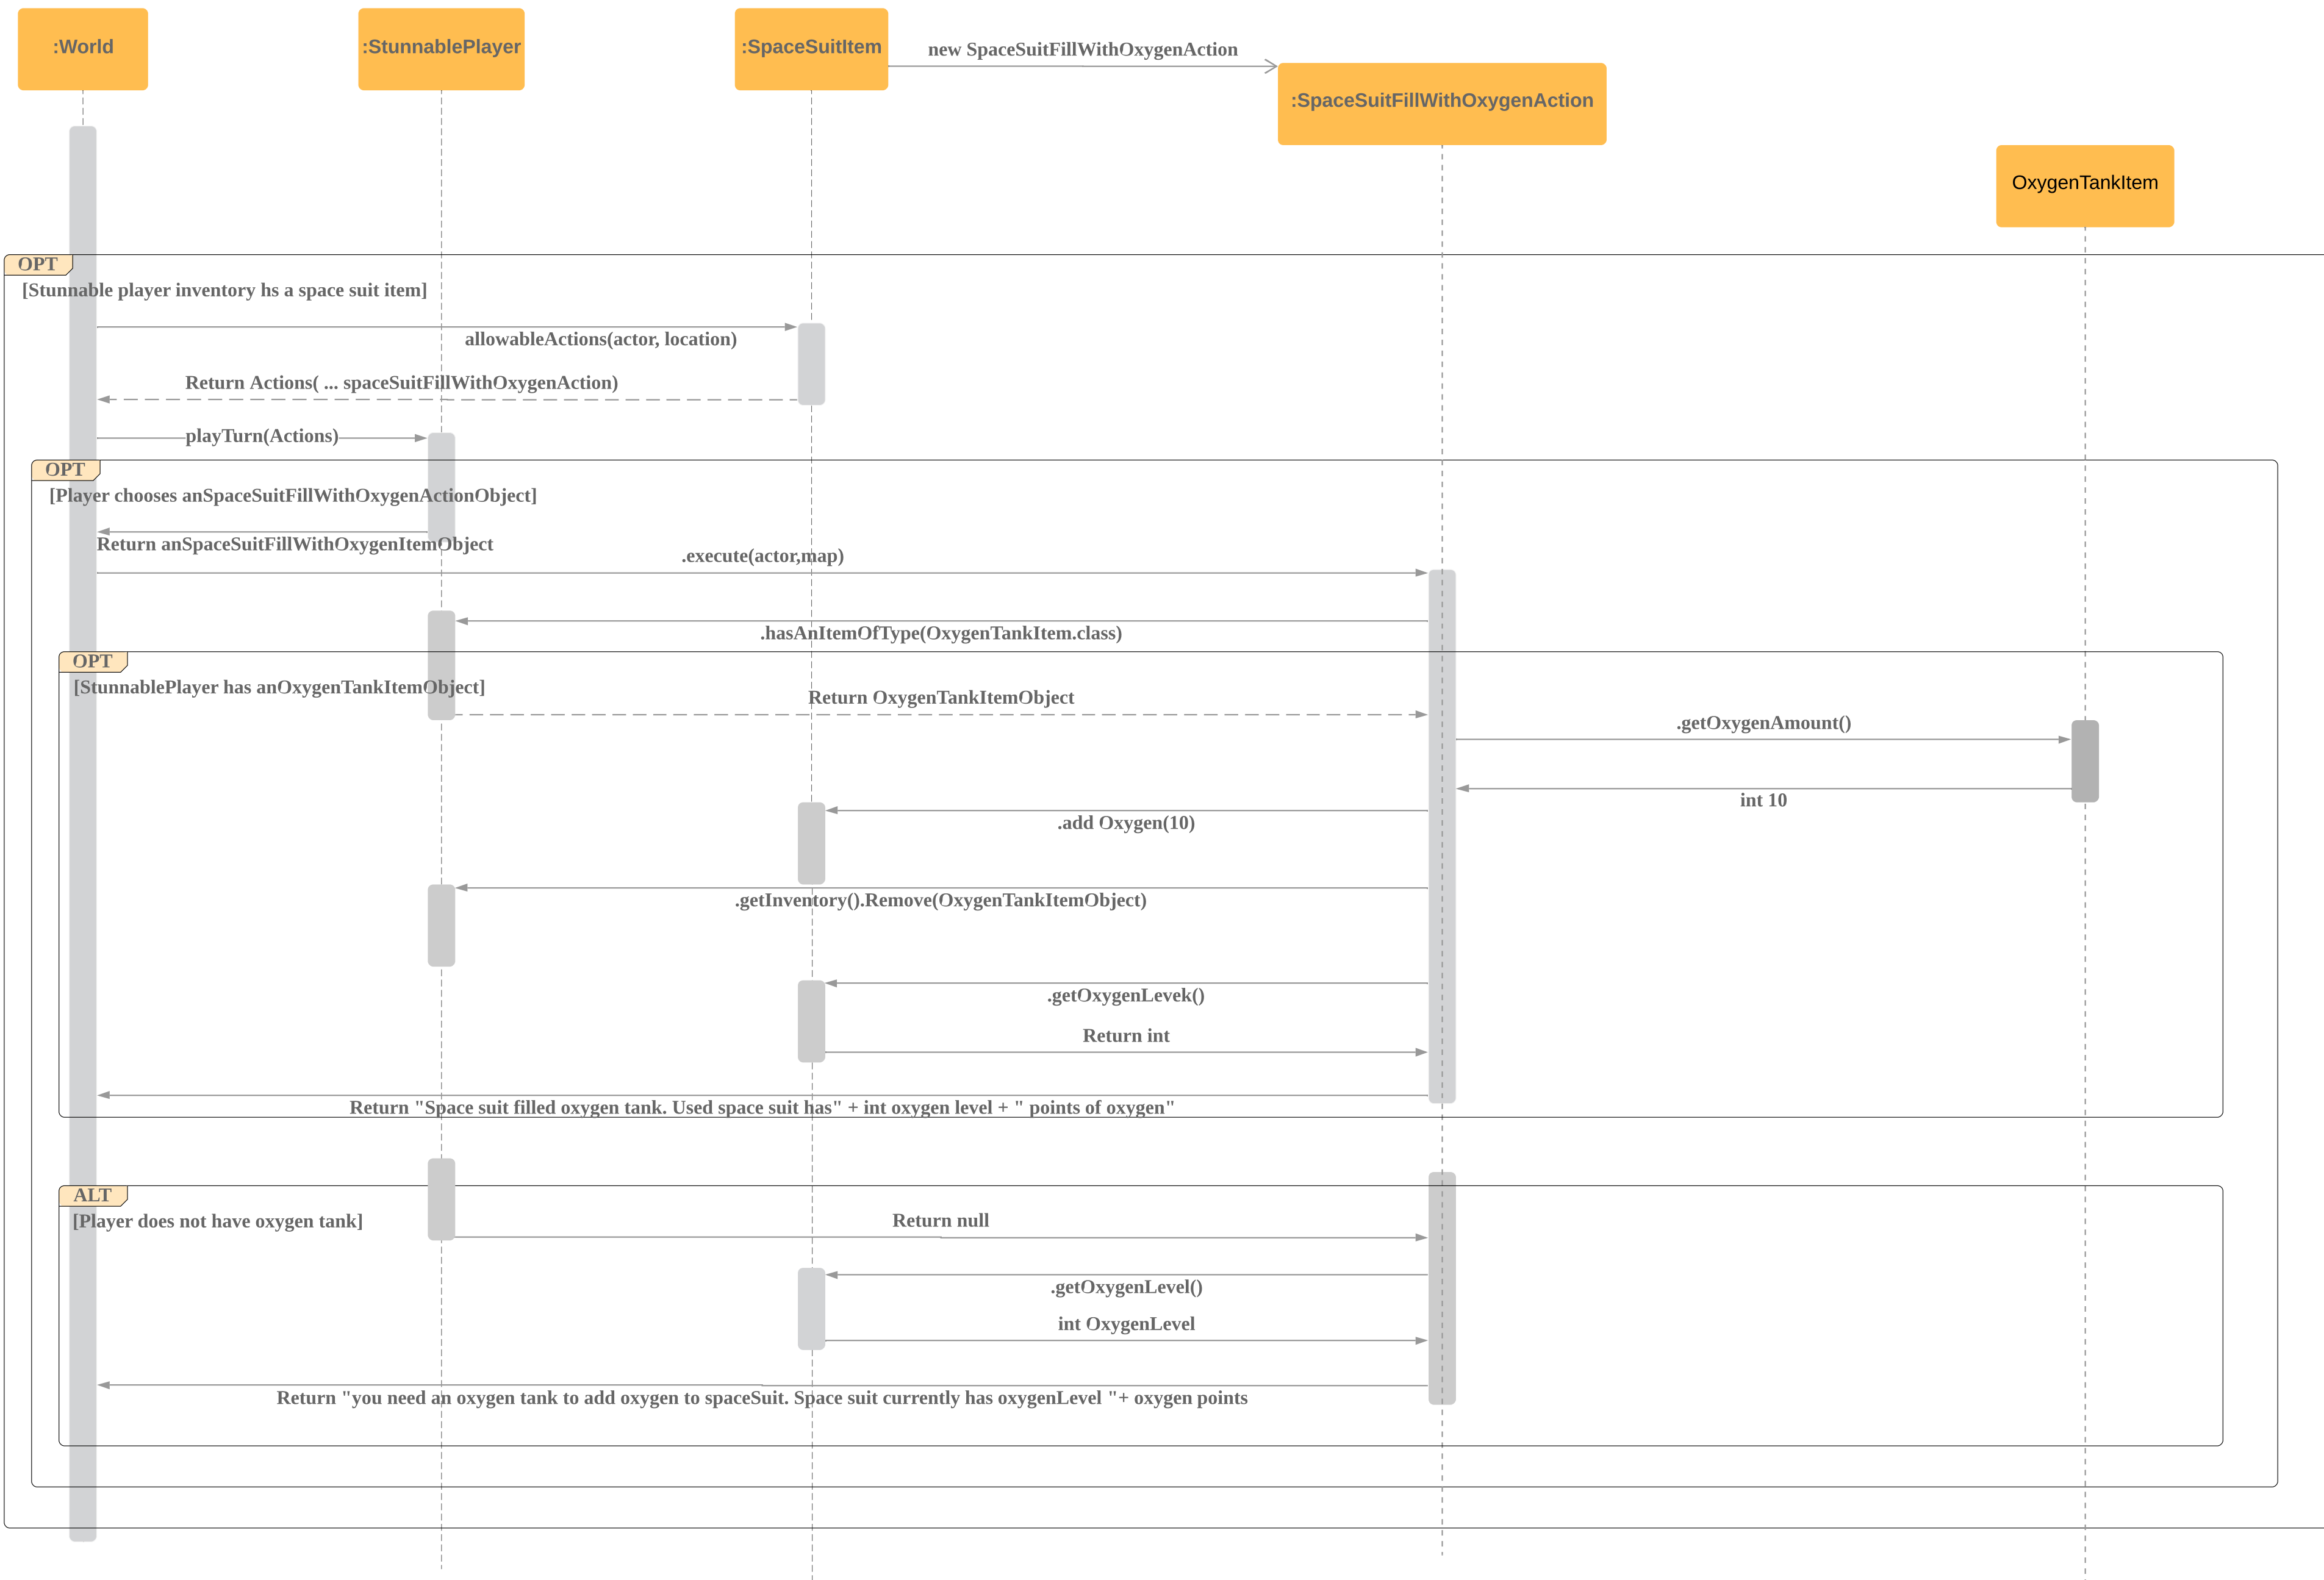 :World
:StunnablePlayer
:SpaceSuitItem
new SpaceSuitFillWithOxygenAction
:SpaceSuitFillWithOxygenAction
OxygenTankItem
OPT
[Stunnable player inventory hs a space suit item]
allowableActions(actor, location)
Return Actions( ... spaceSuitFillWithOxygenAction)
playTurn(Actions)
OPT
[Player chooses anSpaceSuitFillWithOxygenActionObject]
Return anSpaceSuitFillWithOxygenItemObject
.execute(actor,map)
.hasAnItemOfType(OxygenTankItem.class)
OPT
[StunnablePlayer has anOxygenTankItemObject]
Return OxygenTankItemObject
.getOxygenAmount()
int 10
.add Oxygen(10)
.getInventory().Remove(OxygenTankItemObject)
.getOxygenLevek()
Return int
Return "Space suit filled oxygen tank. Used space suit has" + int oxygen level + " points of oxygen"
ALT
[Player does not have oxygen tank]
Return null
.getOxygenLevel()
int OxygenLevel
Return "you need an oxygen tank to add oxygen to spaceSuit. Space suit currently has oxygenLevel "+ oxygen points